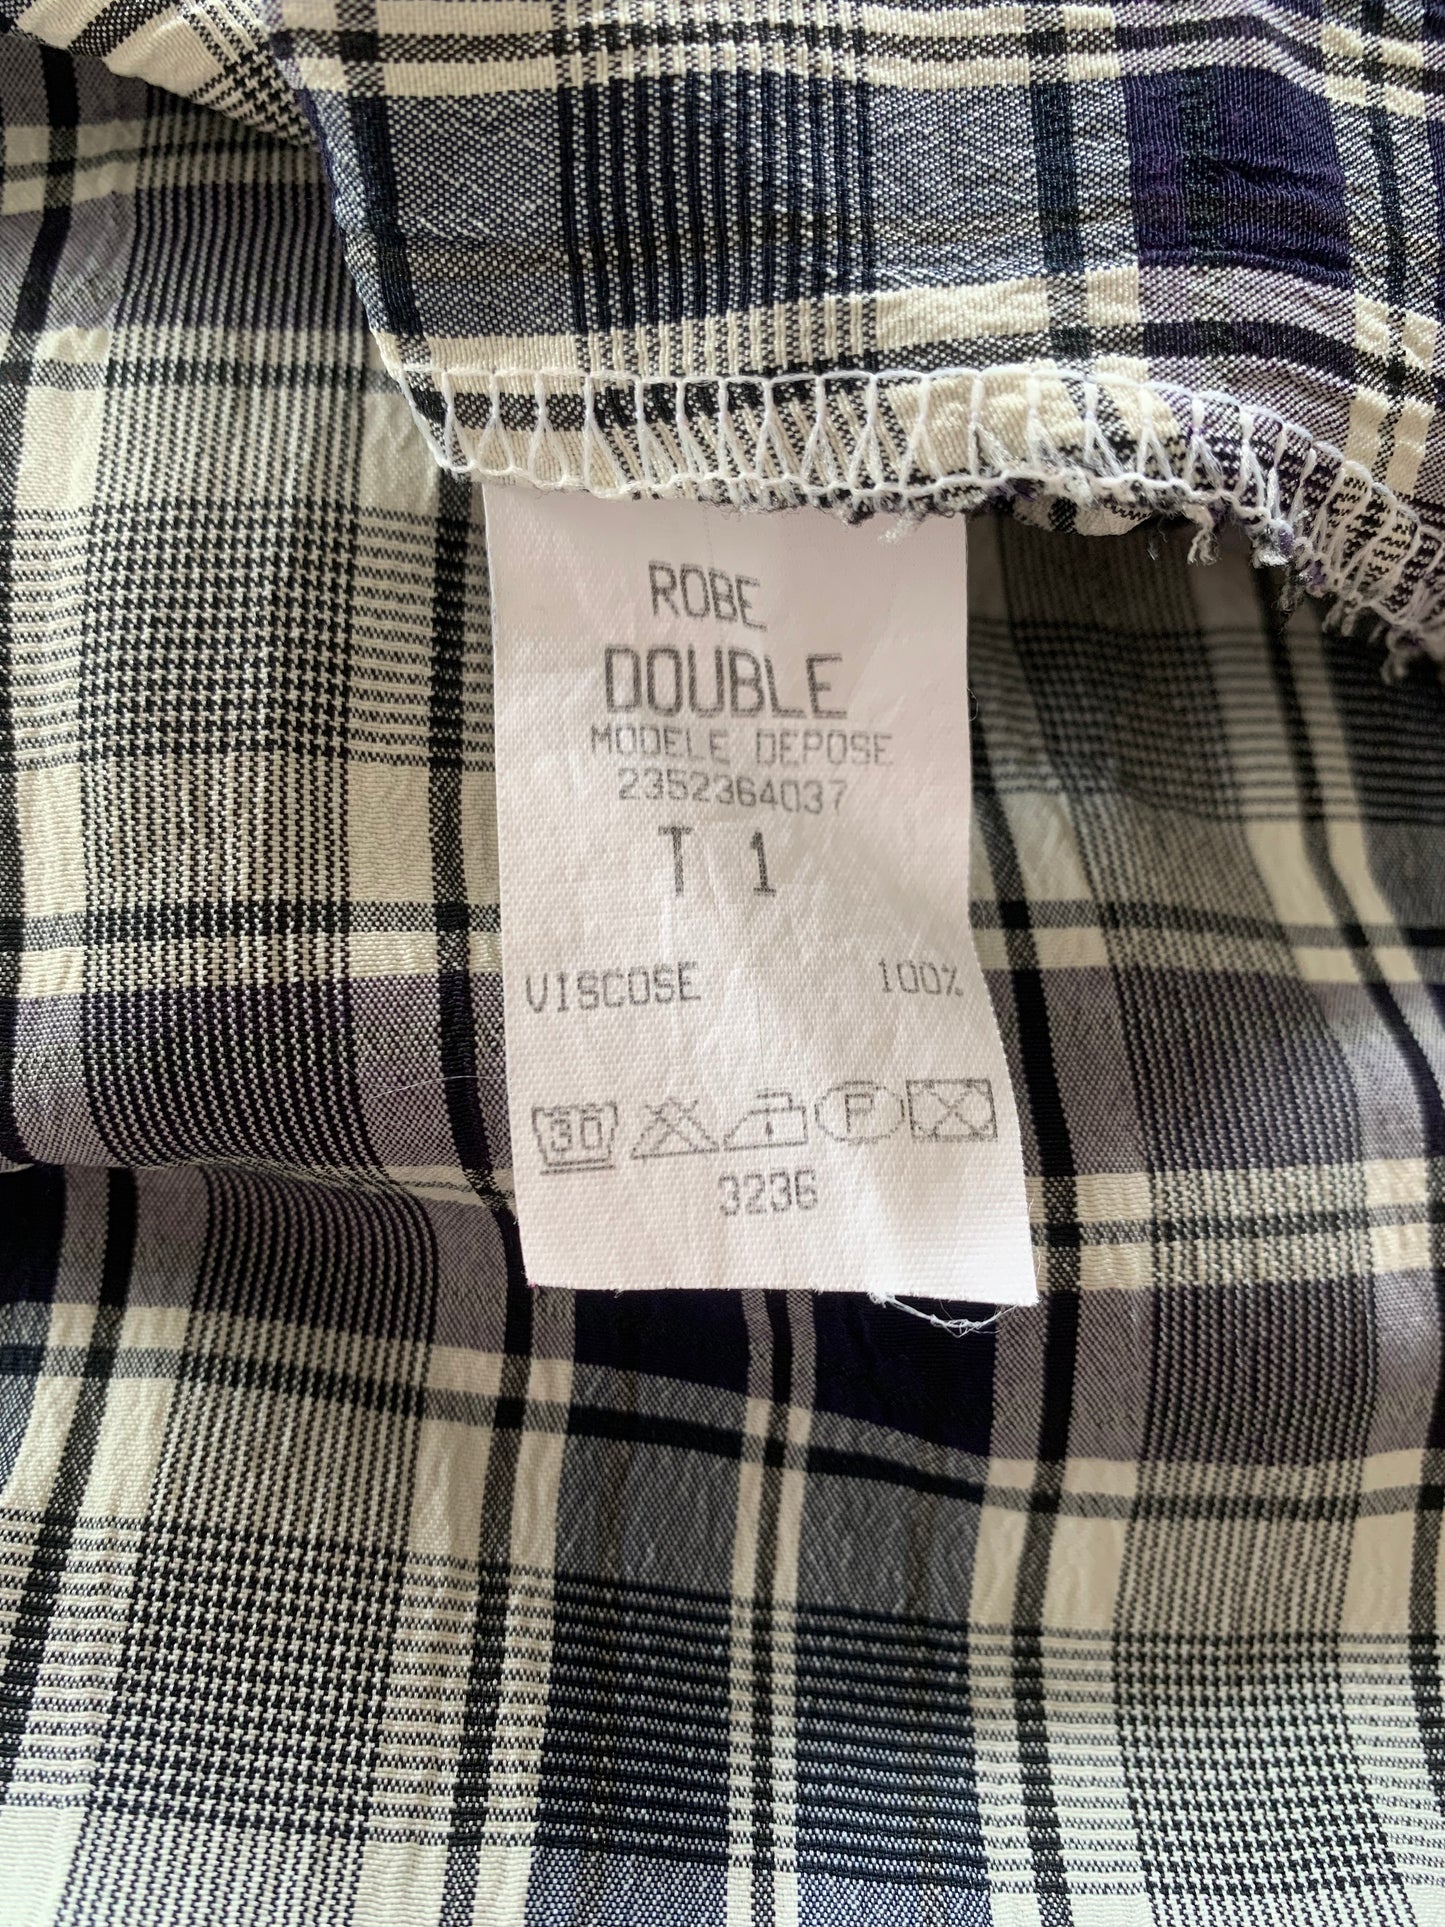 ROBE
DOUBLE
MODELE DEPOSE
2352364037
T 1
VISCOSE 100%
30 P
3236